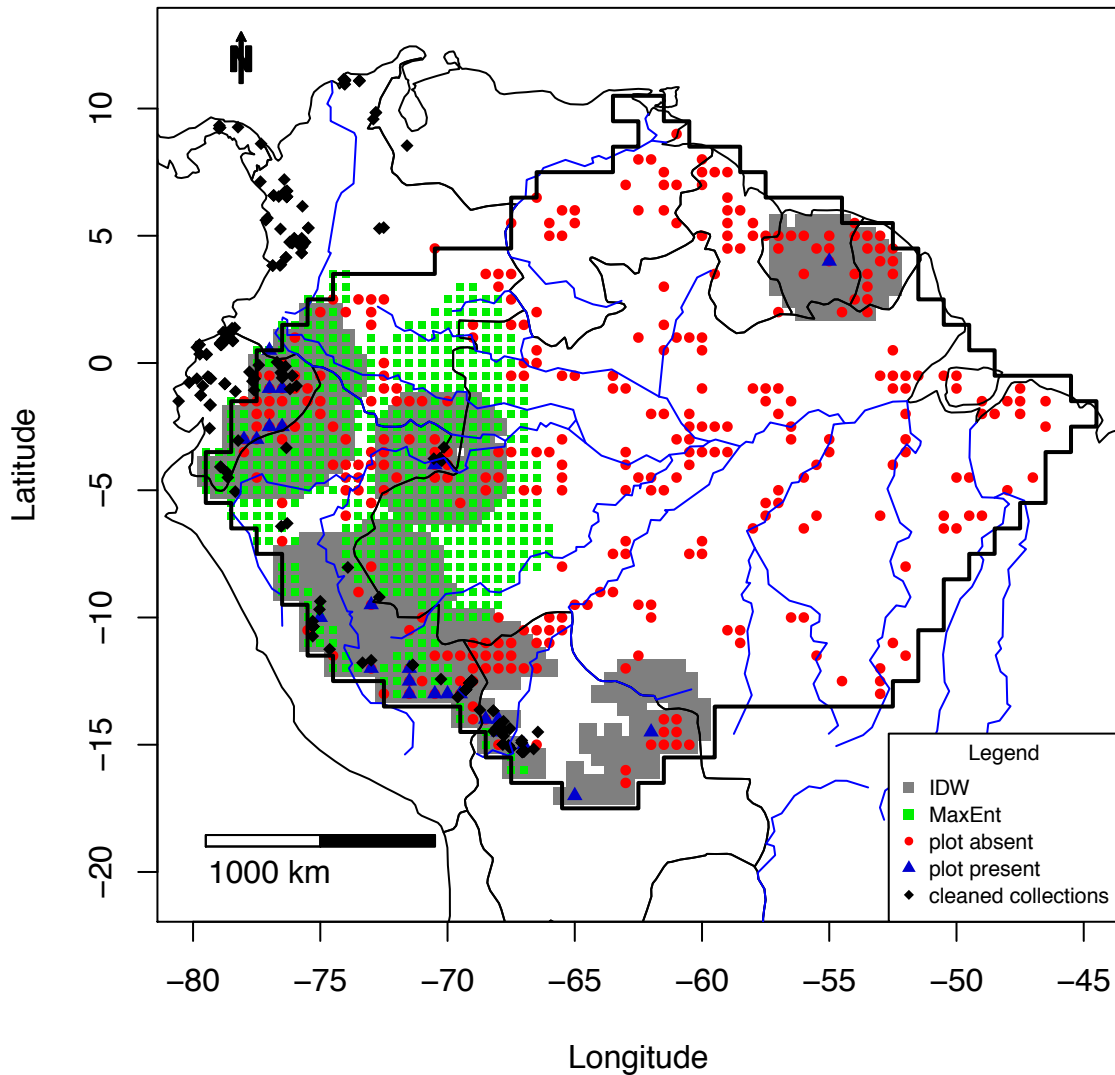 N
Latitude
10
5
0
−5
−10
−15
−20
1000 km
Legend
IDW
MaxEnt
plot absent
plot present
cleaned collections
−80
−75
−70
−65
−60
−55
−50
−45
Longitude